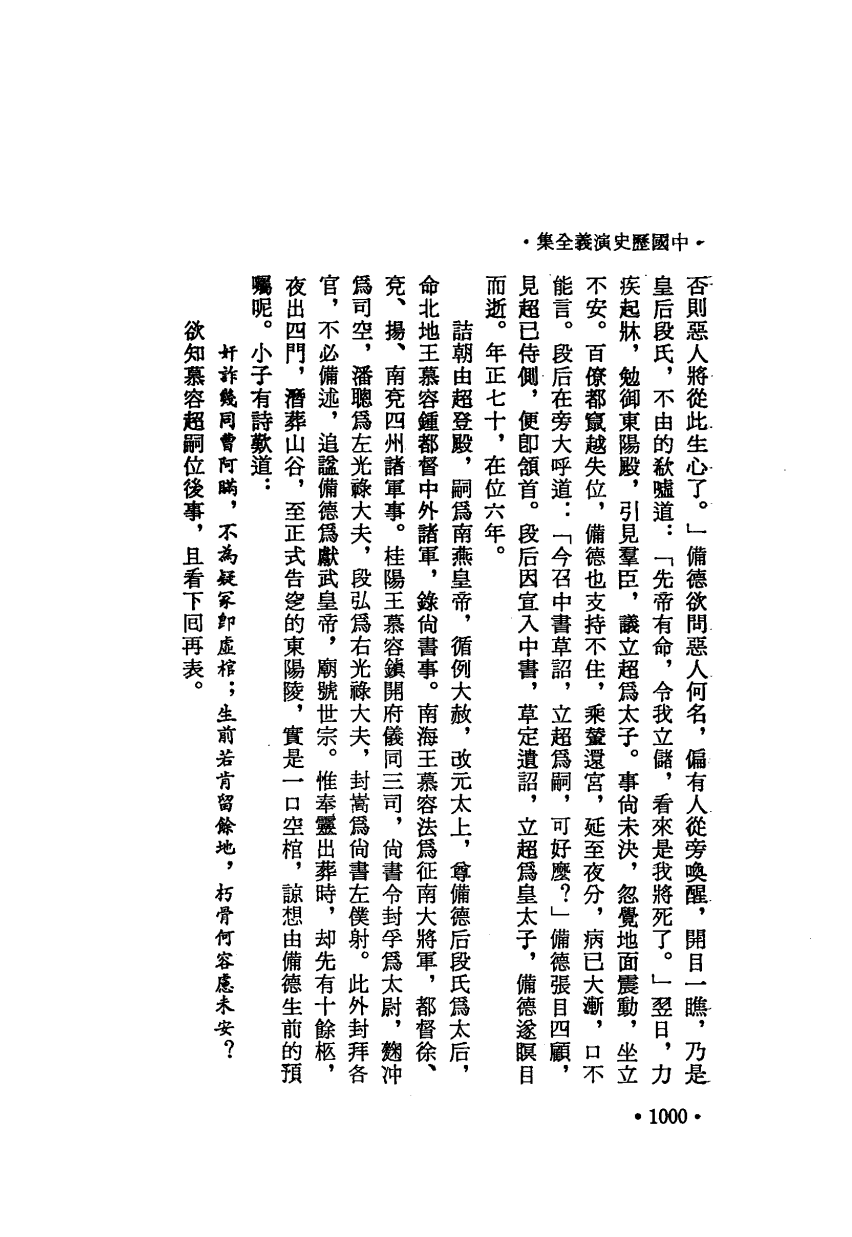 ·中國歷史演義全集·
否則惡人將從此生心了。」備德欲問惡人何名,偏有人從旁喚醒,開目一瞧,乃是
皇后段氏,不由的欷噓道:「先帝有命,令我立儲,看來是我將死了。」翌日,力
疾起牀,勉御東陽殿,引見羣臣,議立超爲太子。事尙未決,忽覺地面震動,坐立
不安。百僚都竄越失位,備德也支持不住,乘輦還宮,延至夜分,病已大漸,口不
能言。段后在旁大呼道:「今召中書草詔,立超爲嗣,可好麼?」備德張目四顧,
見超已侍側,便卽頷首。段后因宣入中書,草定遺詔,立超爲皇太子,備德遂瞑目
而逝。年正七十,在位六年。
詰朝由超登殿,嗣爲南燕皇帝,循例大赦,改元太上,尊備德后段氏爲太后,
命北地王慕容鍾都督中外諸軍,錄尙書事。南海王慕容法爲征南大將軍,都督徐、
兗、揚、南兗四州諸軍事。桂陽王慕容鎮開府儀同三司,尙書令封孚爲太尉,麴冲
爲司空,潘聰爲左光祿大夫,段弘爲右光祿大夫,封嵩爲尙書左僕射。此外封拜各
官,不必備述,追諡備德爲獻武皇帝,廟號世宗。惟奉靈出葬時,却先有十餘柩,
夜出四門,潛葬山谷,至正式告窆的東陽陵,實是一口空棺,諒想由備德生前的預
囑呢。小子有詩歎道:
奸詐幾同曹阿瞞,不為疑冢卽虛棺;生前若肯留餘地,朽骨何容慮未安?
欲知慕容超嗣位後事,且看下囘再表。
·1000·